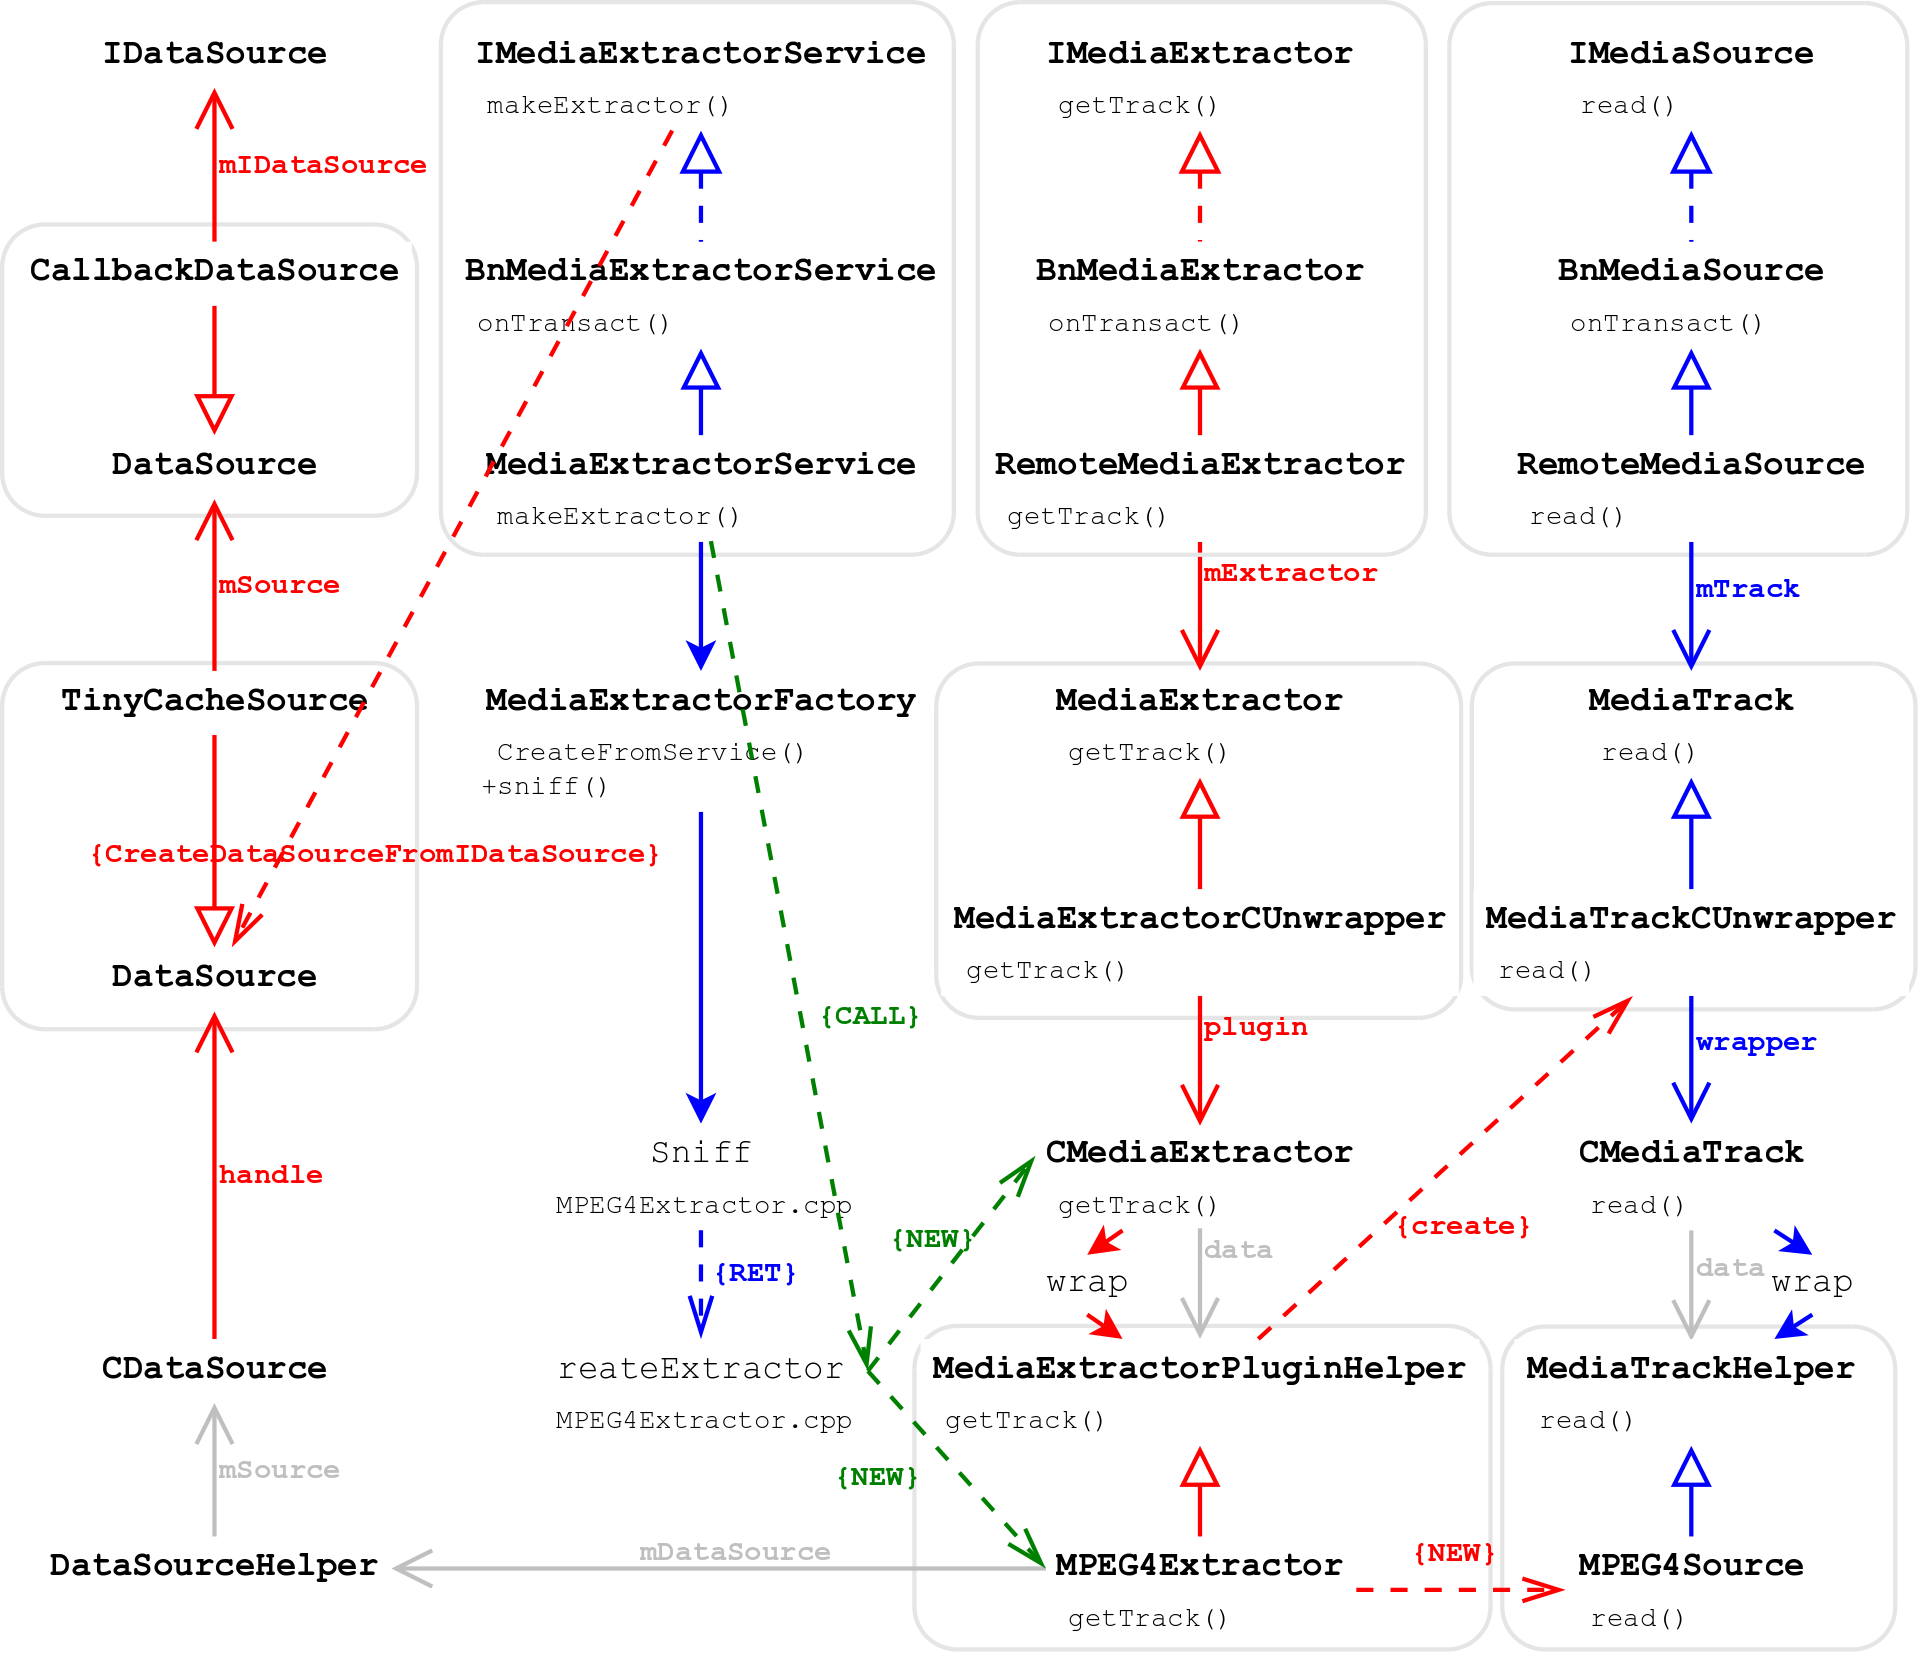 IDataSource
IMediaExtractorService
IMediaExtractor
IMediaSource
makeExtractor()
getTrack()
read()
mIDataSource
CallbackDataSource
BnMediaExtractorService
BnMediaExtractor
BnMediaSource
onTransact()
onTransact()
onTransact()
DataSource
MediaExtractorService
RemoteMediaExtractor
RemoteMediaSource
makeExtractor()
getTrack()
read()
mSource
mExtractor
mTrack
TinyCacheSource
MediaExtractorFactory
MediaExtractor
MediaTrack
CreateFromService()
getTrack()
read()
+sniff()
{CreateDataSourceFromIDataSource}
MediaExtractorCUnwrapper
MediaTrackCUnwrapper
DataSource
getTrack()
read()
{CALL}
plugin
wrapper
Sniff
CMediaExtractor
CMediaTrack
handle
MPEG4Extractor.cpp
getTrack()
read()
{NEW}
data
{create}
data
{RET}
wrap
wrap
CDataSource
reateExtractor
MediaExtractorPluginHelper
MediaTrackHelper
MPEG4Extractor.cpp
getTrack()
read()
mSource
{NEW}
mDataSource
{NEW}
DataSourceHelper
MPEG4Extractor
MPEG4Source
getTrack()
read()